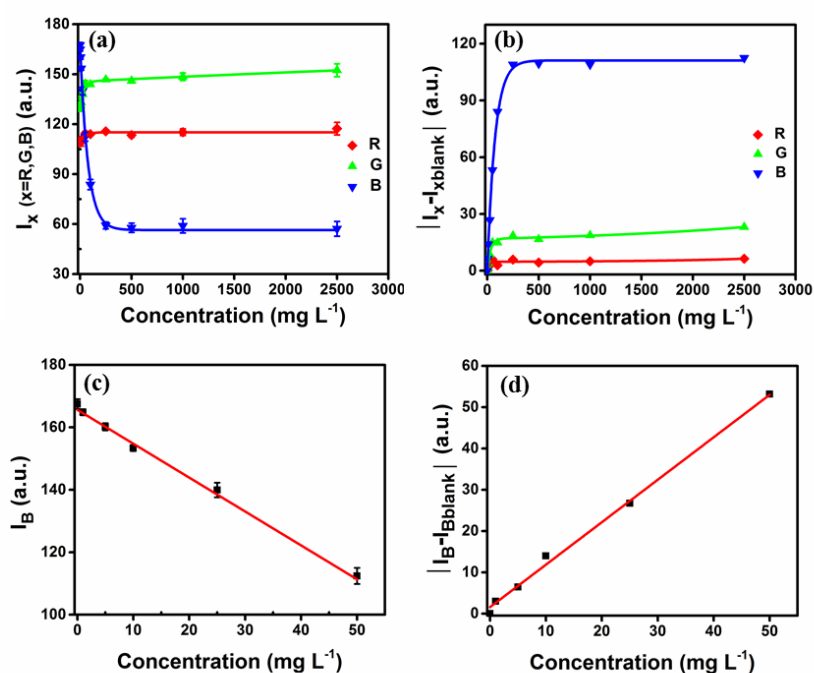 (a)
I_x (x=R,G,B) (a.u.)
180
150
120
90
60
30
R
G
B
0 500 1000 1500 2000 2500 3000
Concentration (mg L⁻¹)
(b)
| I_x-I_xblank | (a.u.)
120
90
60
30
0
R
G
B
0 500 1000 1500 2000 2500 3000
Concentration (mg L⁻¹)
(c)
I_B (a.u.)
180
160
140
120
100
0 10 20 30 40 50
Concentration (mg L⁻¹)
(d)
| I_B-I_Bblank | (a.u.)
60
50
40
30
20
10
0
0 10 20 30 40 50
Concentration (mg L⁻¹)